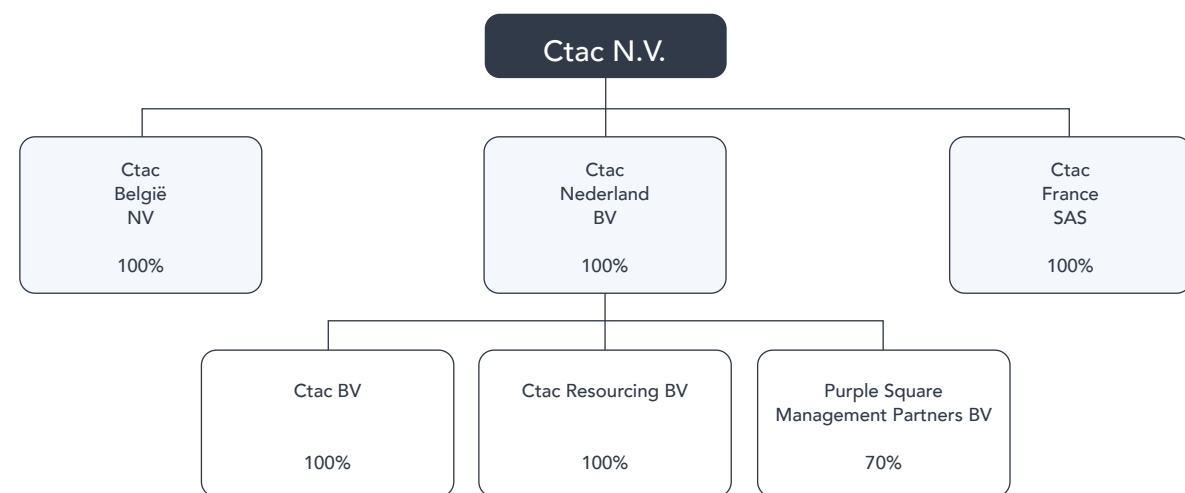 Ctac N.V.
Ctac
België
NV
100%
Ctac
Nederland
BV
100%
Ctac
France
SAS
100%
Ctac BV
100%
Ctac Resourcing BV
100%
Purple Square
Management Partners BV
70%